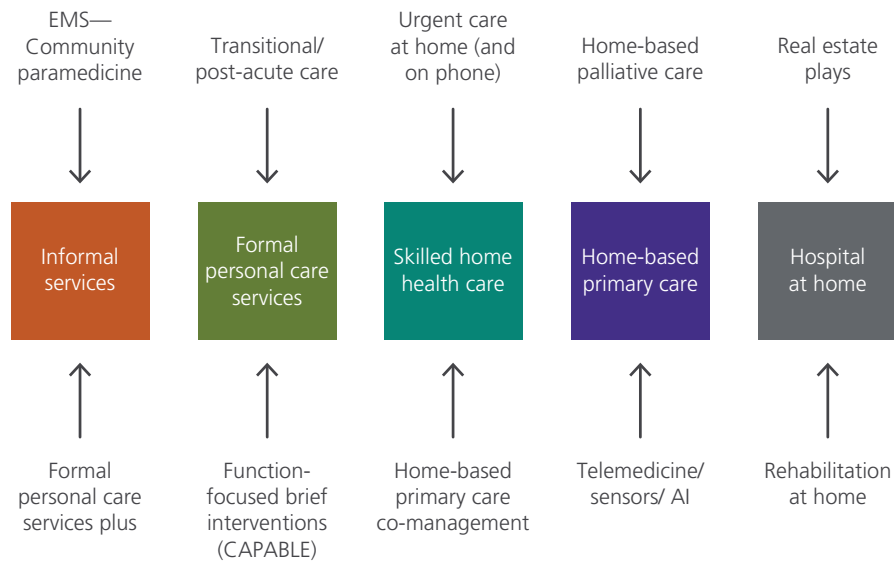 EMS—
Community
paramedicine
Transitional/
post-acute care
Urgent care
at home (and
on phone)
Home-based
palliative care
Real estate
plays
Informal
services
Formal
personal care
services
Skilled home
health care
Home-based
primary care
Hospital
at home
Formal
personal care
services plus
Function-
focused brief
interventions
(CAPABLE)
Home-based
primary care
co-management
Telemedicine/
sensors/ AI
Rehabilitation
at home